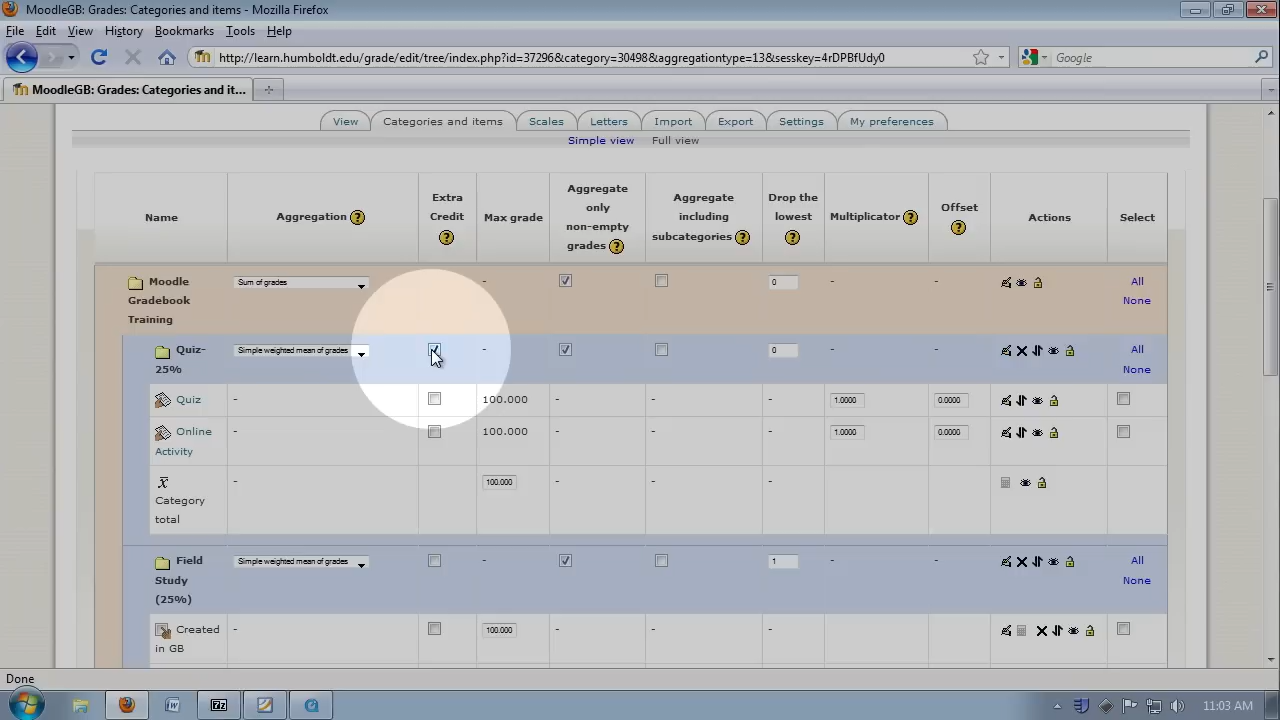 MoodleGB: Grades: Categories and items - Mozilla Firefox
File Edit View History Bookmarks Tools Help
http://learn.humboldt.edu/grade/edit/tree/index.php?id=37296&category=30498&aggregationtype=13&sesskey=4rDPBfUdy0
Google
MoodleGB: Grades: Categories and it...
View Categories and items Scales Letters Import Export Settings My preferences
Simple view Full view
Name
Aggregation ?
Extra
Credit
?
Max grade
Aggregate
only
non-empty
grades ?
Aggregate
including
subcategories ?
Drop the
lowest
?
Multiplicator ?
Offset
?
Actions
Select
Moodle
Gradebook
Training
Sum of grades - 0 - - All
None
Quiz-
25%
Simple weighted mean of grades - 0 - - All
None
Quiz - 100.000 - - - 1.0000 0.0000
Online
Activity
- 100.000 - - - 1.0000 0.0000
x̄
Category
total
- 100.000 - - -
Field
Study
(25%)
Simple weighted mean of grades - 1 - - All
None
Created
in GB
- 100.000 - - -
Done
W
7z
11:03 AM